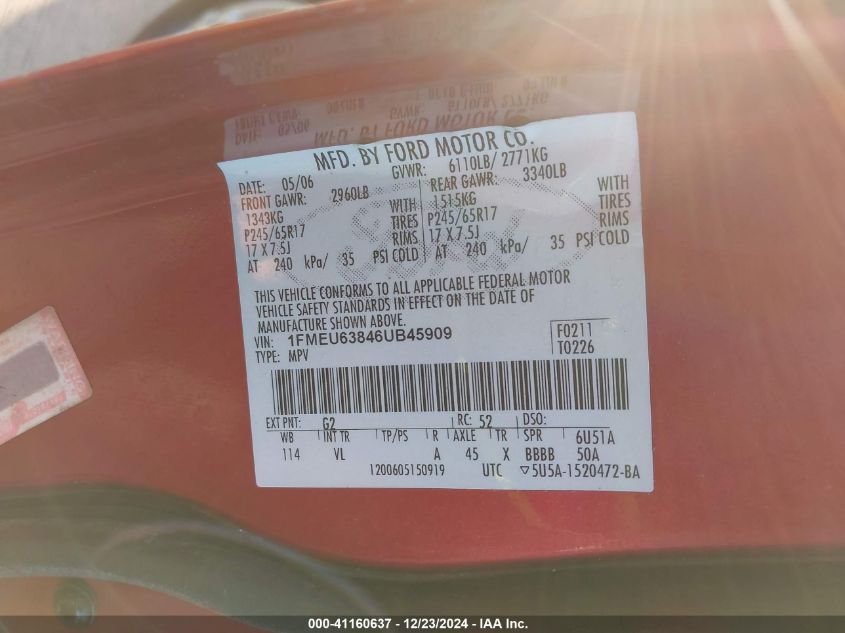 MFD. BY FORD MOTOR CO.
DATE: 05/06 GVWR: 6110LB/ 2771KG
FRONT GAWR: 2960LB REAR GAWR: 3340LB
1343KG WITH 1515KG WITH
P245/65R17 TIRES P245/65R17 TIRES
17 X 7.5J RIMS 17 X 7.5J RIMS
AT 240 kPa/ 35 PSI COLD AT 240 kPa/ 35 PSI COLD
THIS VEHICLE CONFORMS TO ALL APPLICABLE FEDERAL MOTOR
VEHICLE SAFETY STANDARDS IN EFFECT ON THE DATE OF
MANUFACTURE SHOWN ABOVE.
VIN: 1FMEU63846UB45909 F0211
TYPE: MPV T0226
EXT PNT: G2 RC: 52 DSO:
WB INT TR TP/PS R AXLE TR SPR 6U51A
114 VL A 45 X BBBB 50A
1200605150919 UTC ▽5U5A-1520472-BA
000-41160637 - 12/23/2024 - IAA Inc.